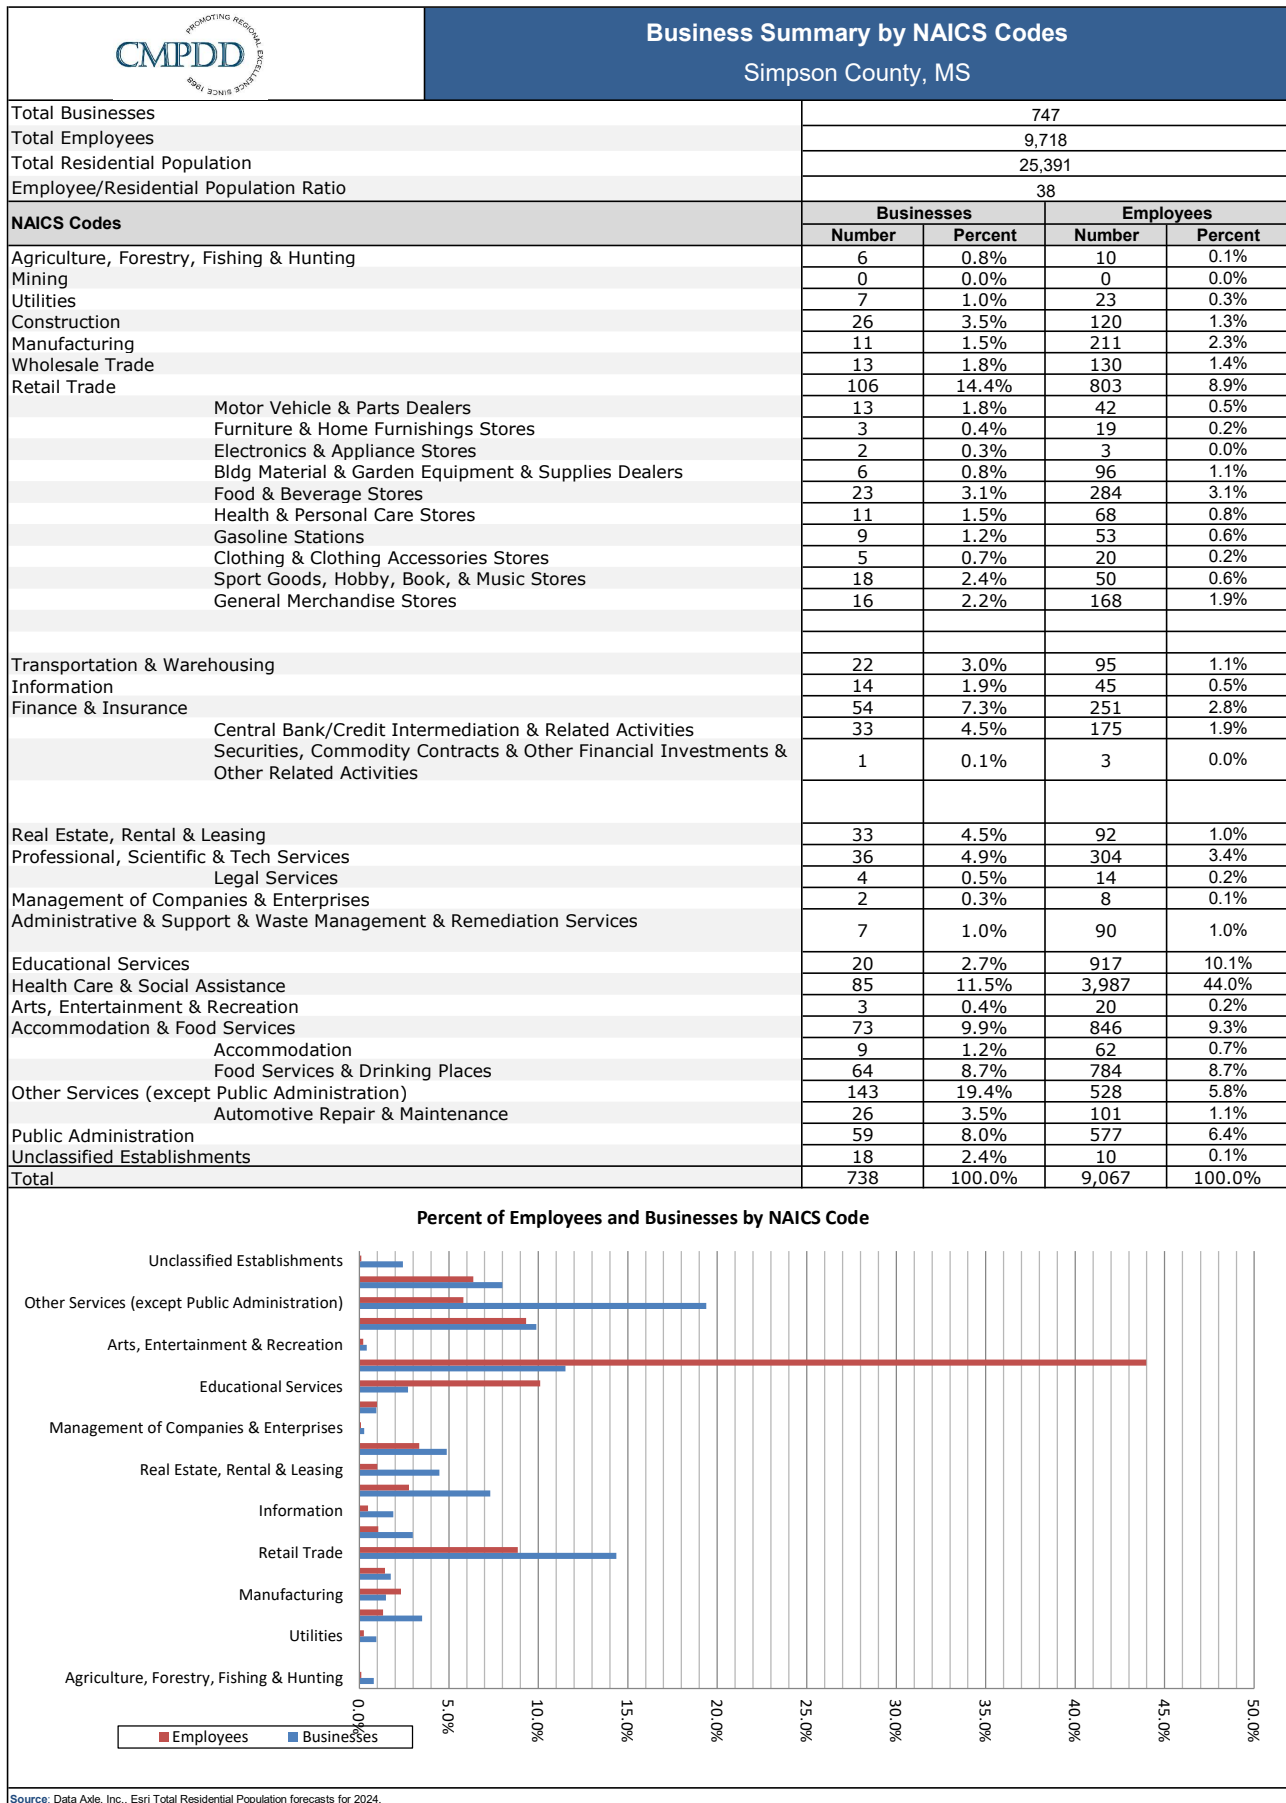 PROMOTING REGIONAL EXCELLENCE SINCE 1968
CMPDD
Business Summary by NAICS Codes
Simpson County, MS
Total Businesses 747
Total Employees 9,718
Total Residential Population 25,391
Employee/Residential Population Ratio 38
NAICS Codes Businesses Employees
Number Percent Number Percent
Agriculture, Forestry, Fishing & Hunting 6 0.8% 10 0.1%
Mining 0 0.0% 0 0.0%
Utilities 7 1.0% 23 0.3%
Construction 26 3.5% 120 1.3%
Manufacturing 11 1.5% 211 2.3%
Wholesale Trade 13 1.8% 130 1.4%
Retail Trade 106 14.4% 803 8.9%
Motor Vehicle & Parts Dealers 13 1.8% 42 0.5%
Furniture & Home Furnishings Stores 3 0.4% 19 0.2%
Electronics & Appliance Stores 2 0.3% 3 0.0%
Bldg Material & Garden Equipment & Supplies Dealers 6 0.8% 96 1.1%
Food & Beverage Stores 23 3.1% 284 3.1%
Health & Personal Care Stores 11 1.5% 68 0.8%
Gasoline Stations 9 1.2% 53 0.6%
Clothing & Clothing Accessories Stores 5 0.7% 20 0.2%
Sport Goods, Hobby, Book, & Music Stores 18 2.4% 50 0.6%
General Merchandise Stores 16 2.2% 168 1.9%
Transportation & Warehousing 22 3.0% 95 1.1%
Information 14 1.9% 45 0.5%
Finance & Insurance 54 7.3% 251 2.8%
Central Bank/Credit Intermediation & Related Activities 33 4.5% 175 1.9%
Securities, Commodity Contracts & Other Financial Investments &
Other Related Activities 1 0.1% 3 0.0%
Real Estate, Rental & Leasing 33 4.5% 92 1.0%
Professional, Scientific & Tech Services 36 4.9% 304 3.4%
Legal Services 4 0.5% 14 0.2%
Management of Companies & Enterprises 2 0.3% 8 0.1%
Administrative & Support & Waste Management & Remediation Services 7 1.0% 90 1.0%
Educational Services 20 2.7% 917 10.1%
Health Care & Social Assistance 85 11.5% 3,987 44.0%
Arts, Entertainment & Recreation 3 0.4% 20 0.2%
Accommodation & Food Services 73 9.9% 846 9.3%
Accommodation 9 1.2% 62 0.7%
Food Services & Drinking Places 64 8.7% 784 8.7%
Other Services (except Public Administration) 143 19.4% 528 5.8%
Automotive Repair & Maintenance 26 3.5% 101 1.1%
Public Administration 59 8.0% 577 6.4%
Unclassified Establishments 18 2.4% 10 0.1%
Total 738 100.0% 9,067 100.0%
Percent of Employees and Businesses by NAICS Code
Unclassified Establishments
Other Services (except Public Administration)
Arts, Entertainment & Recreation
Educational Services
Management of Companies & Enterprises
Real Estate, Rental & Leasing
Information
Retail Trade
Manufacturing
Utilities
Agriculture, Forestry, Fishing & Hunting
0.0% 5.0% 10.0% 15.0% 20.0% 25.0% 30.0% 35.0% 40.0% 45.0% 50.0%
Employees Businesses
Source: Data Axle, Inc., Esri Total Residential Population forecasts for 2024.